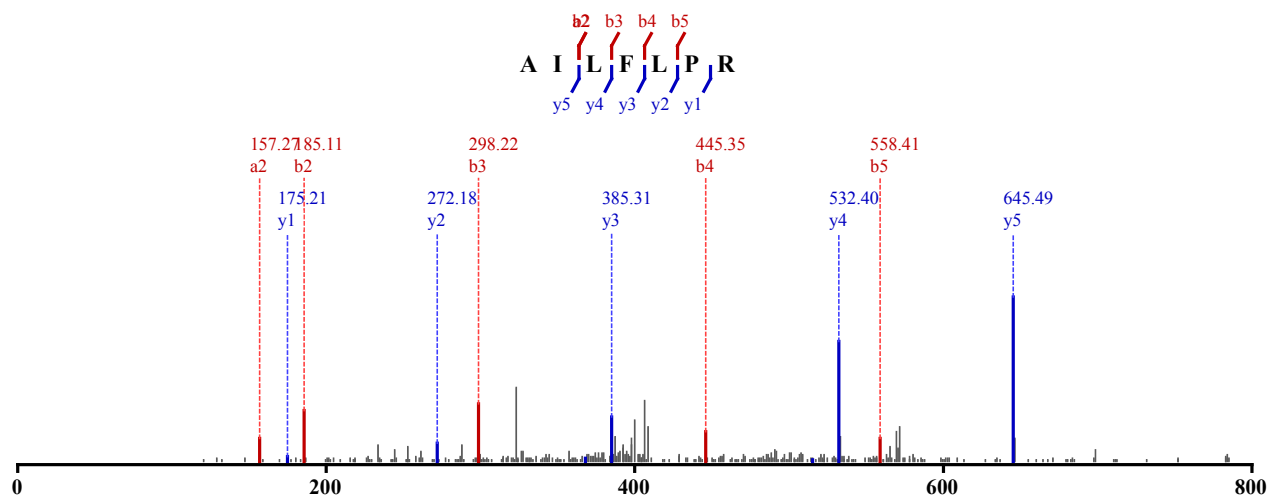 a2 b2 b3 b4 b5
A I L F L P R
y5 y4 y3 y2 y1
157.27 185.11 298.22 445.35 558.41
a2 b2 b3 b4 b5
175.21 272.18 385.31 532.40 645.49
y1 y2 y3 y4 y5
0 200 400 600 800